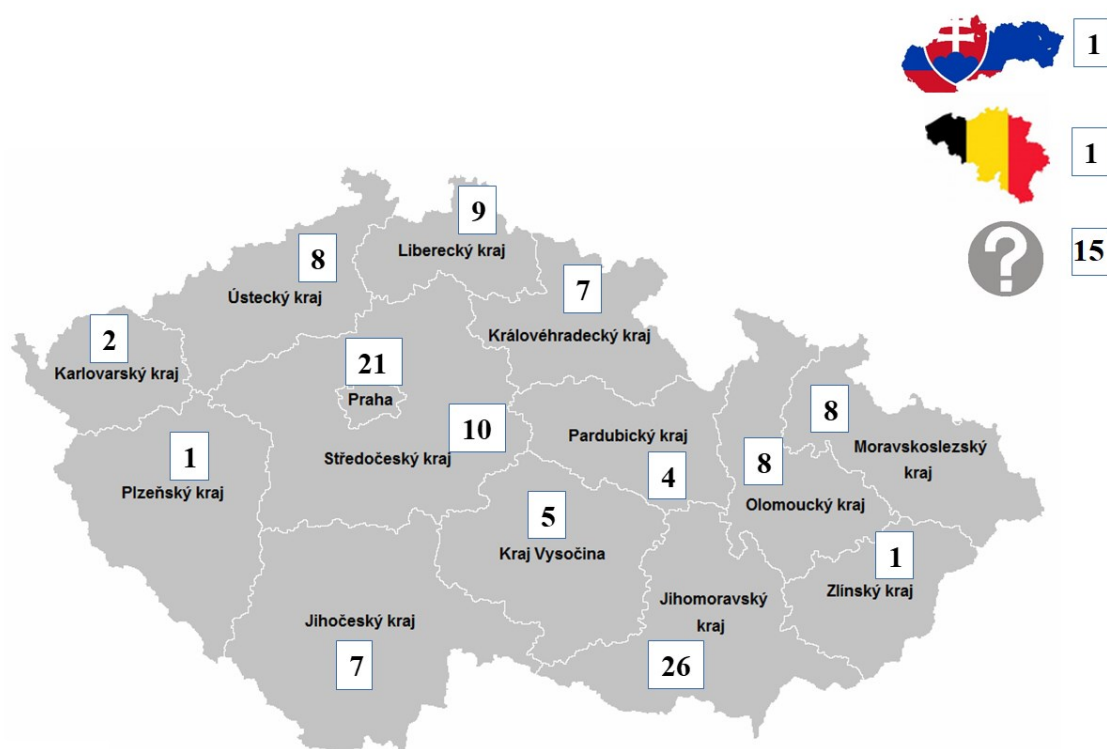 1
1
?
15
9
Liberecký kraj
8
Ústecký kraj
7
Královéhradecký kraj
2
Karlovarský kraj
21
Praha
10
Středočeský kraj
1
Plzeňský kraj
Pardubický kraj
4
8
Moravskoslezský
kraj
8
Olomoucký kraj
5
Kraj Vysočina
1
Zlínský kraj
Jihomoravský
kraj
26
Jihočeský kraj
7